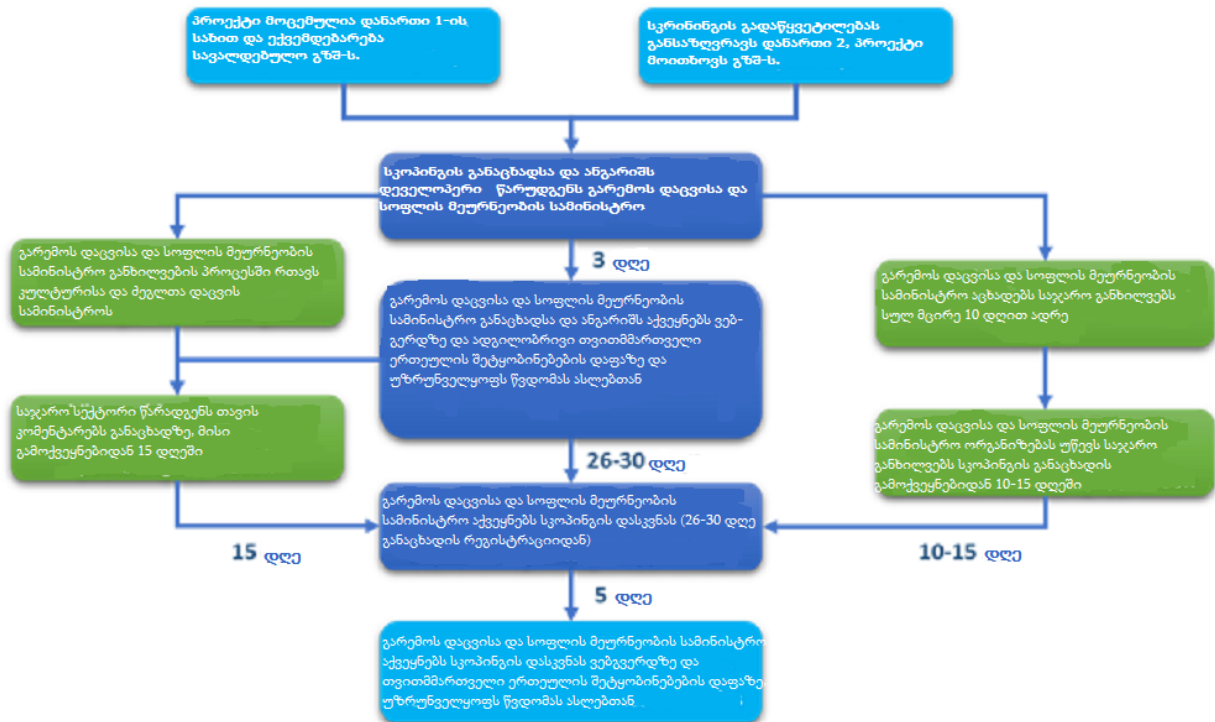 პროექტი მოცემულია დანართი 1-ის
სახით და ექვემდებარება
სავალდებულო გზშ-ს.
სკრინინგის გადაწყვეტილებას
განსაზღვრავს დანართი 2, პროექტი
მოითხოვს გზშ-ს.
სკოპინგის განაცხადსა და ანგარიშს
დეველოპერი წარუდგენს გარემოს დაცვისა და
სოფლის მეურნეობის სამინისტრო
გარემოს დაცვისა და სოფლის მეურნეობის
სამინისტრო განხილვების პროცესში რთავს
კულტურისა და ძეგლთა დაცვის
სამინისტროს
3 დღე
გარემოს დაცვისა და სოფლის მეურნეობის
სამინისტრო განაცხადსა და ანგარიშს აქვეყნებს ვებ-
გერდზე და ადგილობრივი თვითმმართველი
ერთეულის შეტყობინებების დაფაზე და
უზრუნველყოფს წვდომას ასლებთან
გარემოს დაცვისა და სოფლის მეურნეობის
სამინისტრო აცხადებს საჯარო განხილვებს
სულ მცირე 10 დღით ადრე
საჯარო სექტორი წარადგენს თავის
კომენტარებს განაცხადზე, მისი
გამოქვეყნებიდან 15 დღეში
გარემოს დაცვისა და სოფლის მეურნეობის
სამინისტრო ორგანიზებას უწევს საჯარო
განხილვებს სკოპინგის განაცხადის
გამოქვეყნებიდან 10-15 დღეში
26-30 დღე
გარემოს დაცვისა და სოფლის მეურნეობის
სამინისტრო აქვეყნებს სკოპინგის დასკვნას (26-30 დღე
განაცხადის რეგისტრაციიდან)
15 დღე
10-15 დღე
5 დღე
გარემოს დაცვისა და სოფლის მეურნეობის სამინისტრო
აქვეყნებს სკოპინგის დასკვნას ვებგვერდზე და
თვითმმართველი ერთეულის შეტყობინებების დაფაზე
უზრუნველყოფს წვდომას ასლებთან